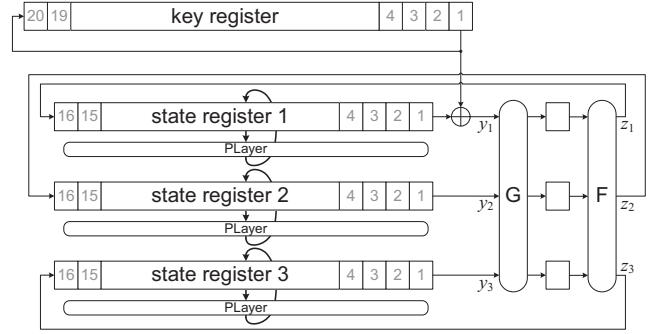 20 19 key register 4 3 2 1
16 15 state register 1 4 3 2 1 y1 z1
PLayer
16 15 state register 2 4 3 2 1 y2 G F z2
PLayer
16 15 state register 3 4 3 2 1 y3 z3
PLayer